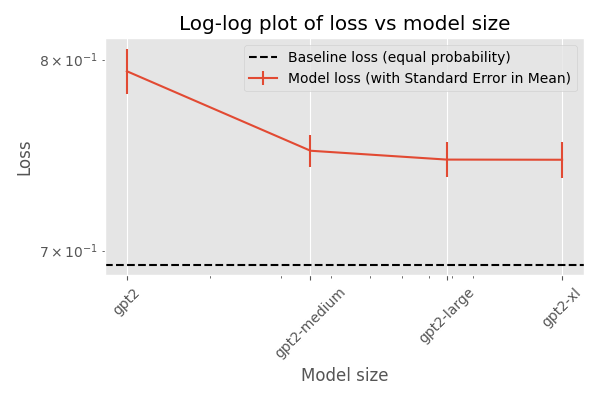 Log-log plot of loss vs model size
Baseline loss (equal probability)
Model loss (with Standard Error in Mean)
8 × 10⁻¹
7 × 10⁻¹
Loss
gpt2
gpt2-medium
gpt2-large
gpt2-xl
Model size